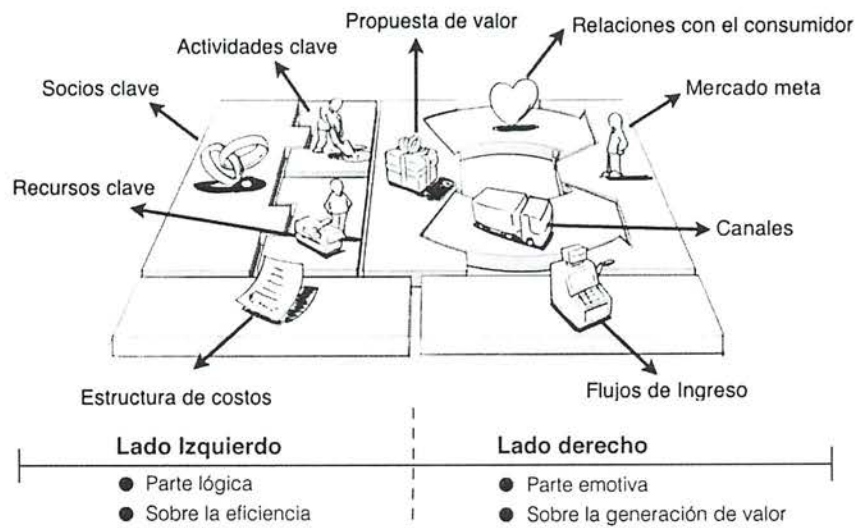 Propuesta de valor
Relaciones con el consumidor
Actividades clave
Socios clave
Mercado meta
Recursos clave
Canales
Estructura de costos
Flujos de Ingreso
Lado Izquierdo
Lado derecho
● Parte lógica
● Parte emotiva
● Sobre la eficiencia
● Sobre la generación de valor